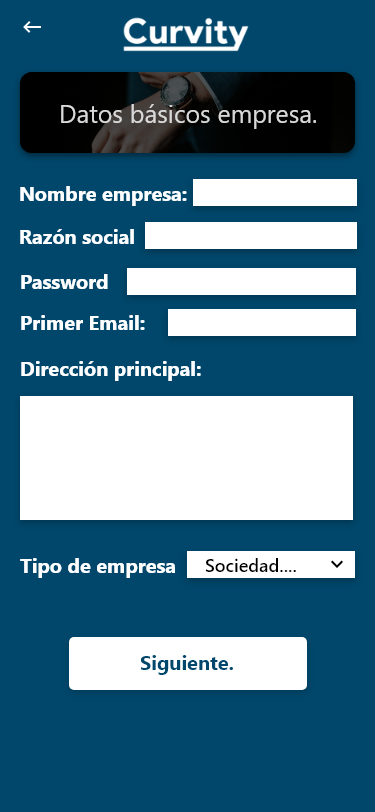 Curvity
Datos básicos empresa.
Nombre empresa:
Razón social
Password
Primer Email:
Dirección principal:
Tipo de empresa Sociedad....
Siguiente.